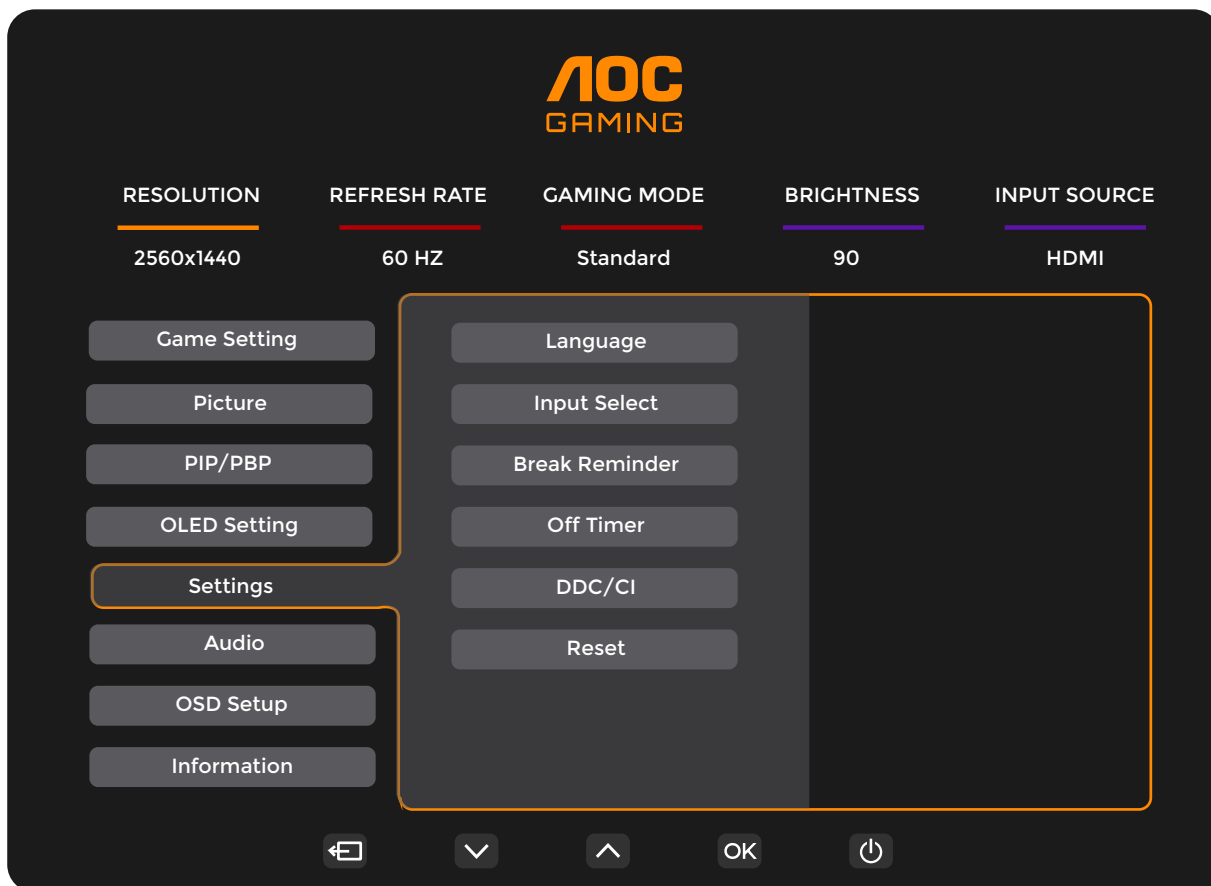 AOC
GAMING
RESOLUTION REFRESH RATE GAMING MODE BRIGHTNESS INPUT SOURCE
2560x1440 60 HZ Standard 90 HDMI
Game Setting
Picture
PIP/PBP
OLED Setting
Settings
Audio
OSD Setup
Information
Language
Input Select
Break Reminder
Off Timer
DDC/CI
Reset
OK